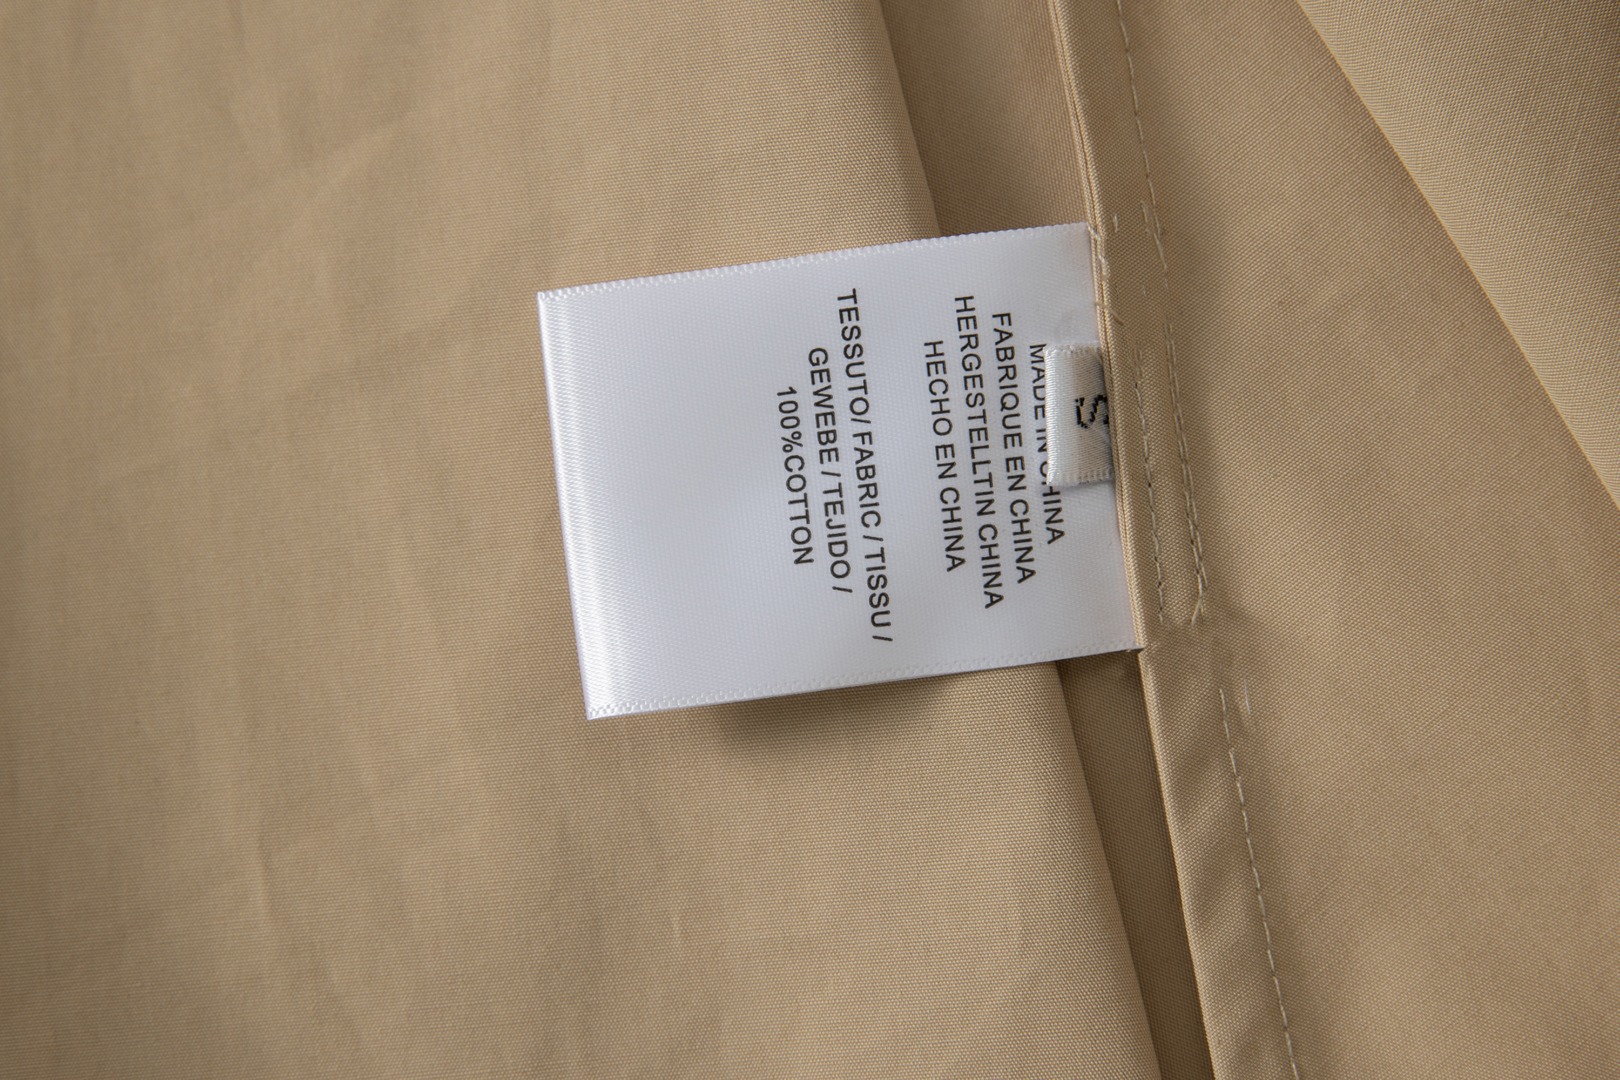 S
MADE IN CHINA
FABRIQUE EN CHINA
HERGESTELLTIN CHINA
HECHO EN CHINA
TESSUTO/ FABRIC / TISSU /
GEWEBE / TEJIDO /
100%COTTON